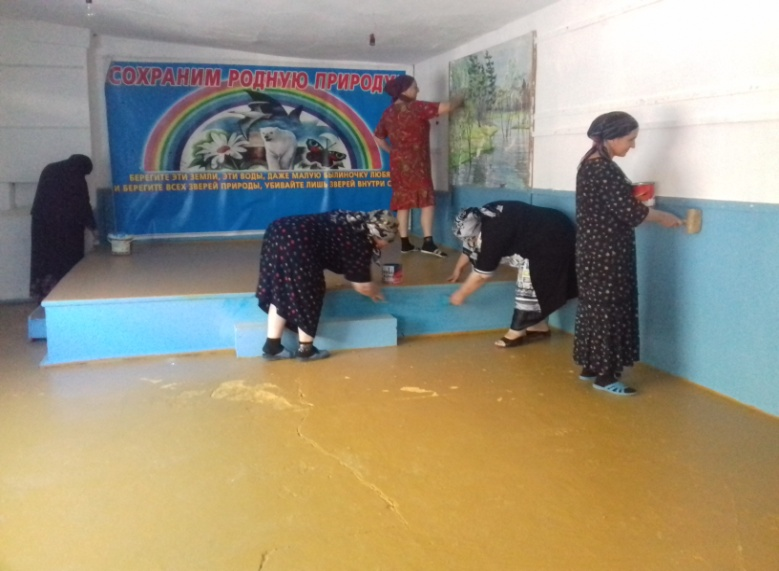 СОХРАНИМ РОДНУЮ ПРИРОДУ
БЕРЕГИТЕ ЭТИ ЗЕМЛИ, ЭТИ ВОДЫ, ДАЖЕ МАЛУЮ БЫЛИНОЧКУ ЛЮБЯ
И БЕРЕГИТЕ ВСЕХ ЗВЕРЕЙ ПРИРОДЫ, УБИВАЙТЕ ЛИШЬ ЗВЕРЕЙ ВНУТРИ